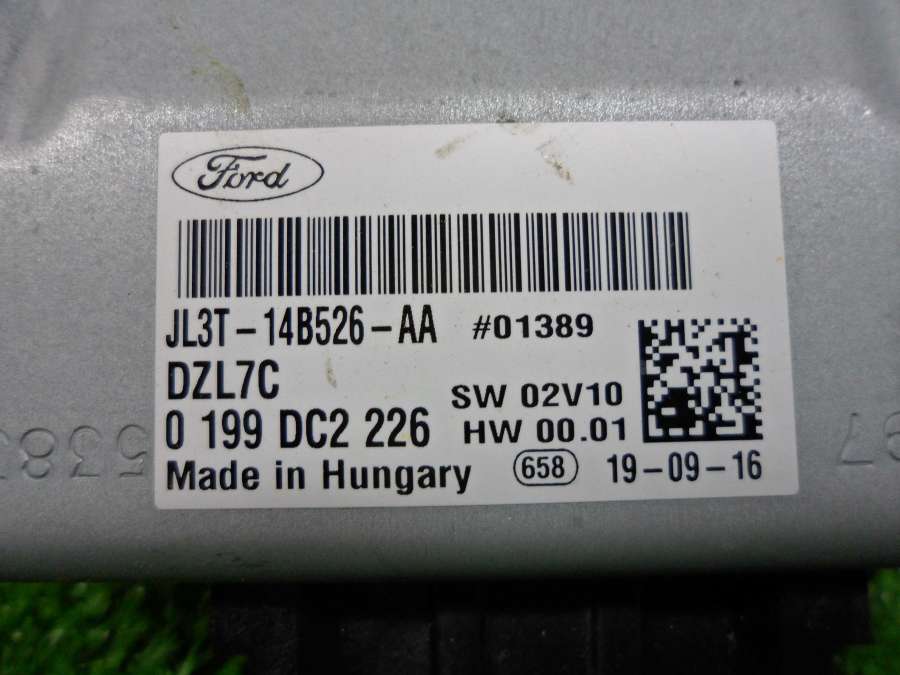 Ford
JL3T-14B526-AA #01389
DZL7C
SW 02V10
0 199 DC2 226
HW 00.01
Made in Hungary 658 19-09-16